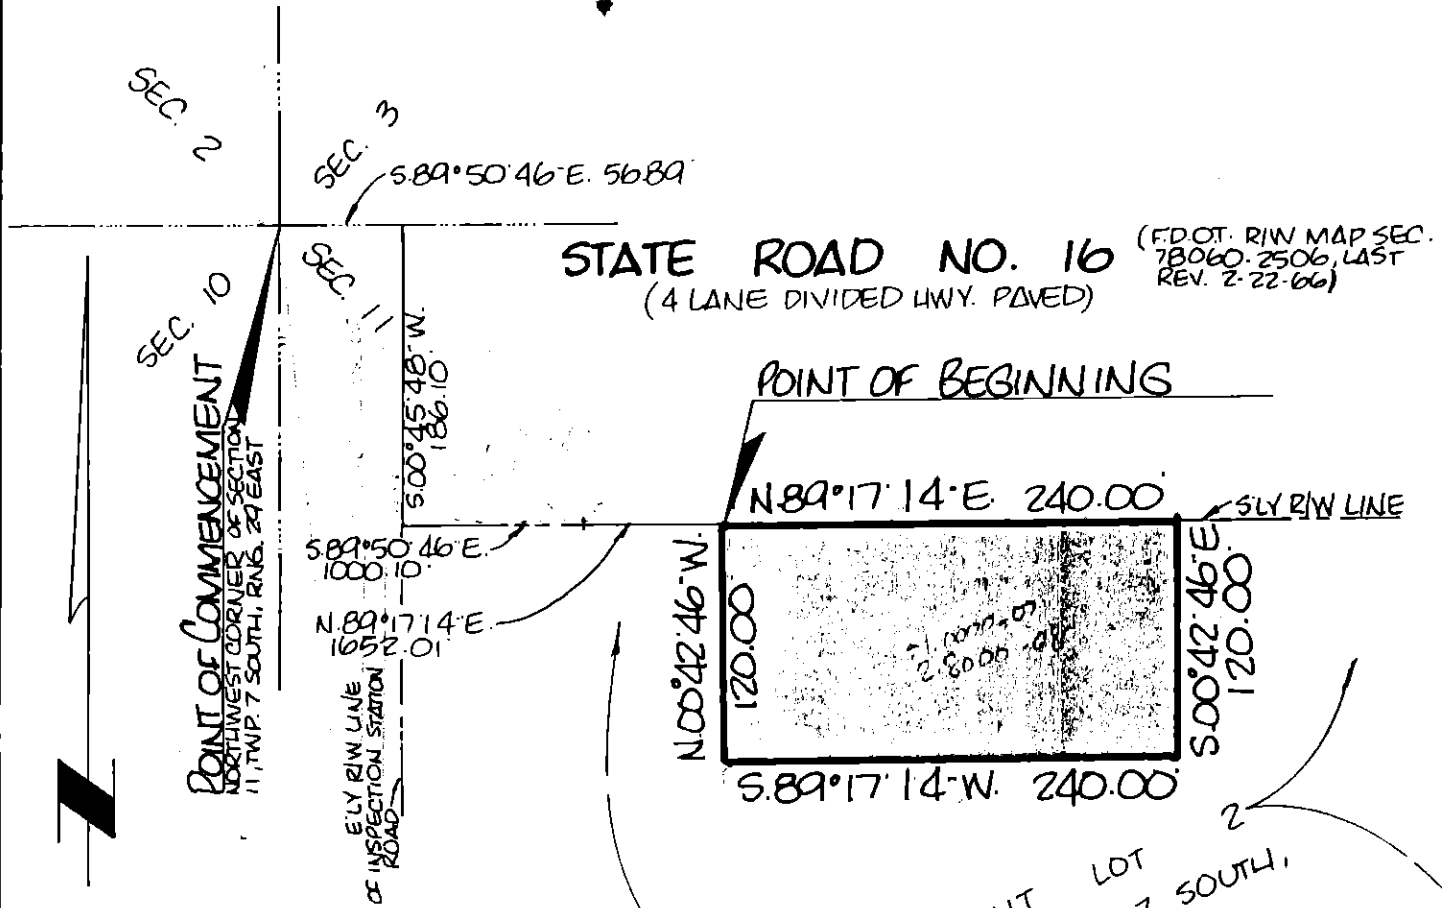 SEC. 2
SEC. 3
S.89°50'46"E. 56.89'
SEC. 10
SEC. 11
STATE ROAD NO. 16
(4 LANE DIVIDED HWY. PAVED)
(F.D.O.T. R/W MAP SEC.
78060-2506, LAST
REV. 2-22-66)
POINT OF COMMENCEMENT
NORTHWEST CORNER OF SECTION
11, TWP. 7 SOUTH, RNG. 29 EAST
S.00°45'48"W.
186.10'
POINT OF BEGINNING
N.89°17'14"E. 240.00'
S'LY R/W LINE
S.89°50'46"E.
1000.10'
N.89°17'14"E.
1652.01'
E'LY R/W LINE
OF INSPECTION STATION
ROAD
N.00°42'46"W.
120.00'
S.00°42'46"E
120.00'
S.89°17'14"W. 240.00'
LOT 2
SOUTH,